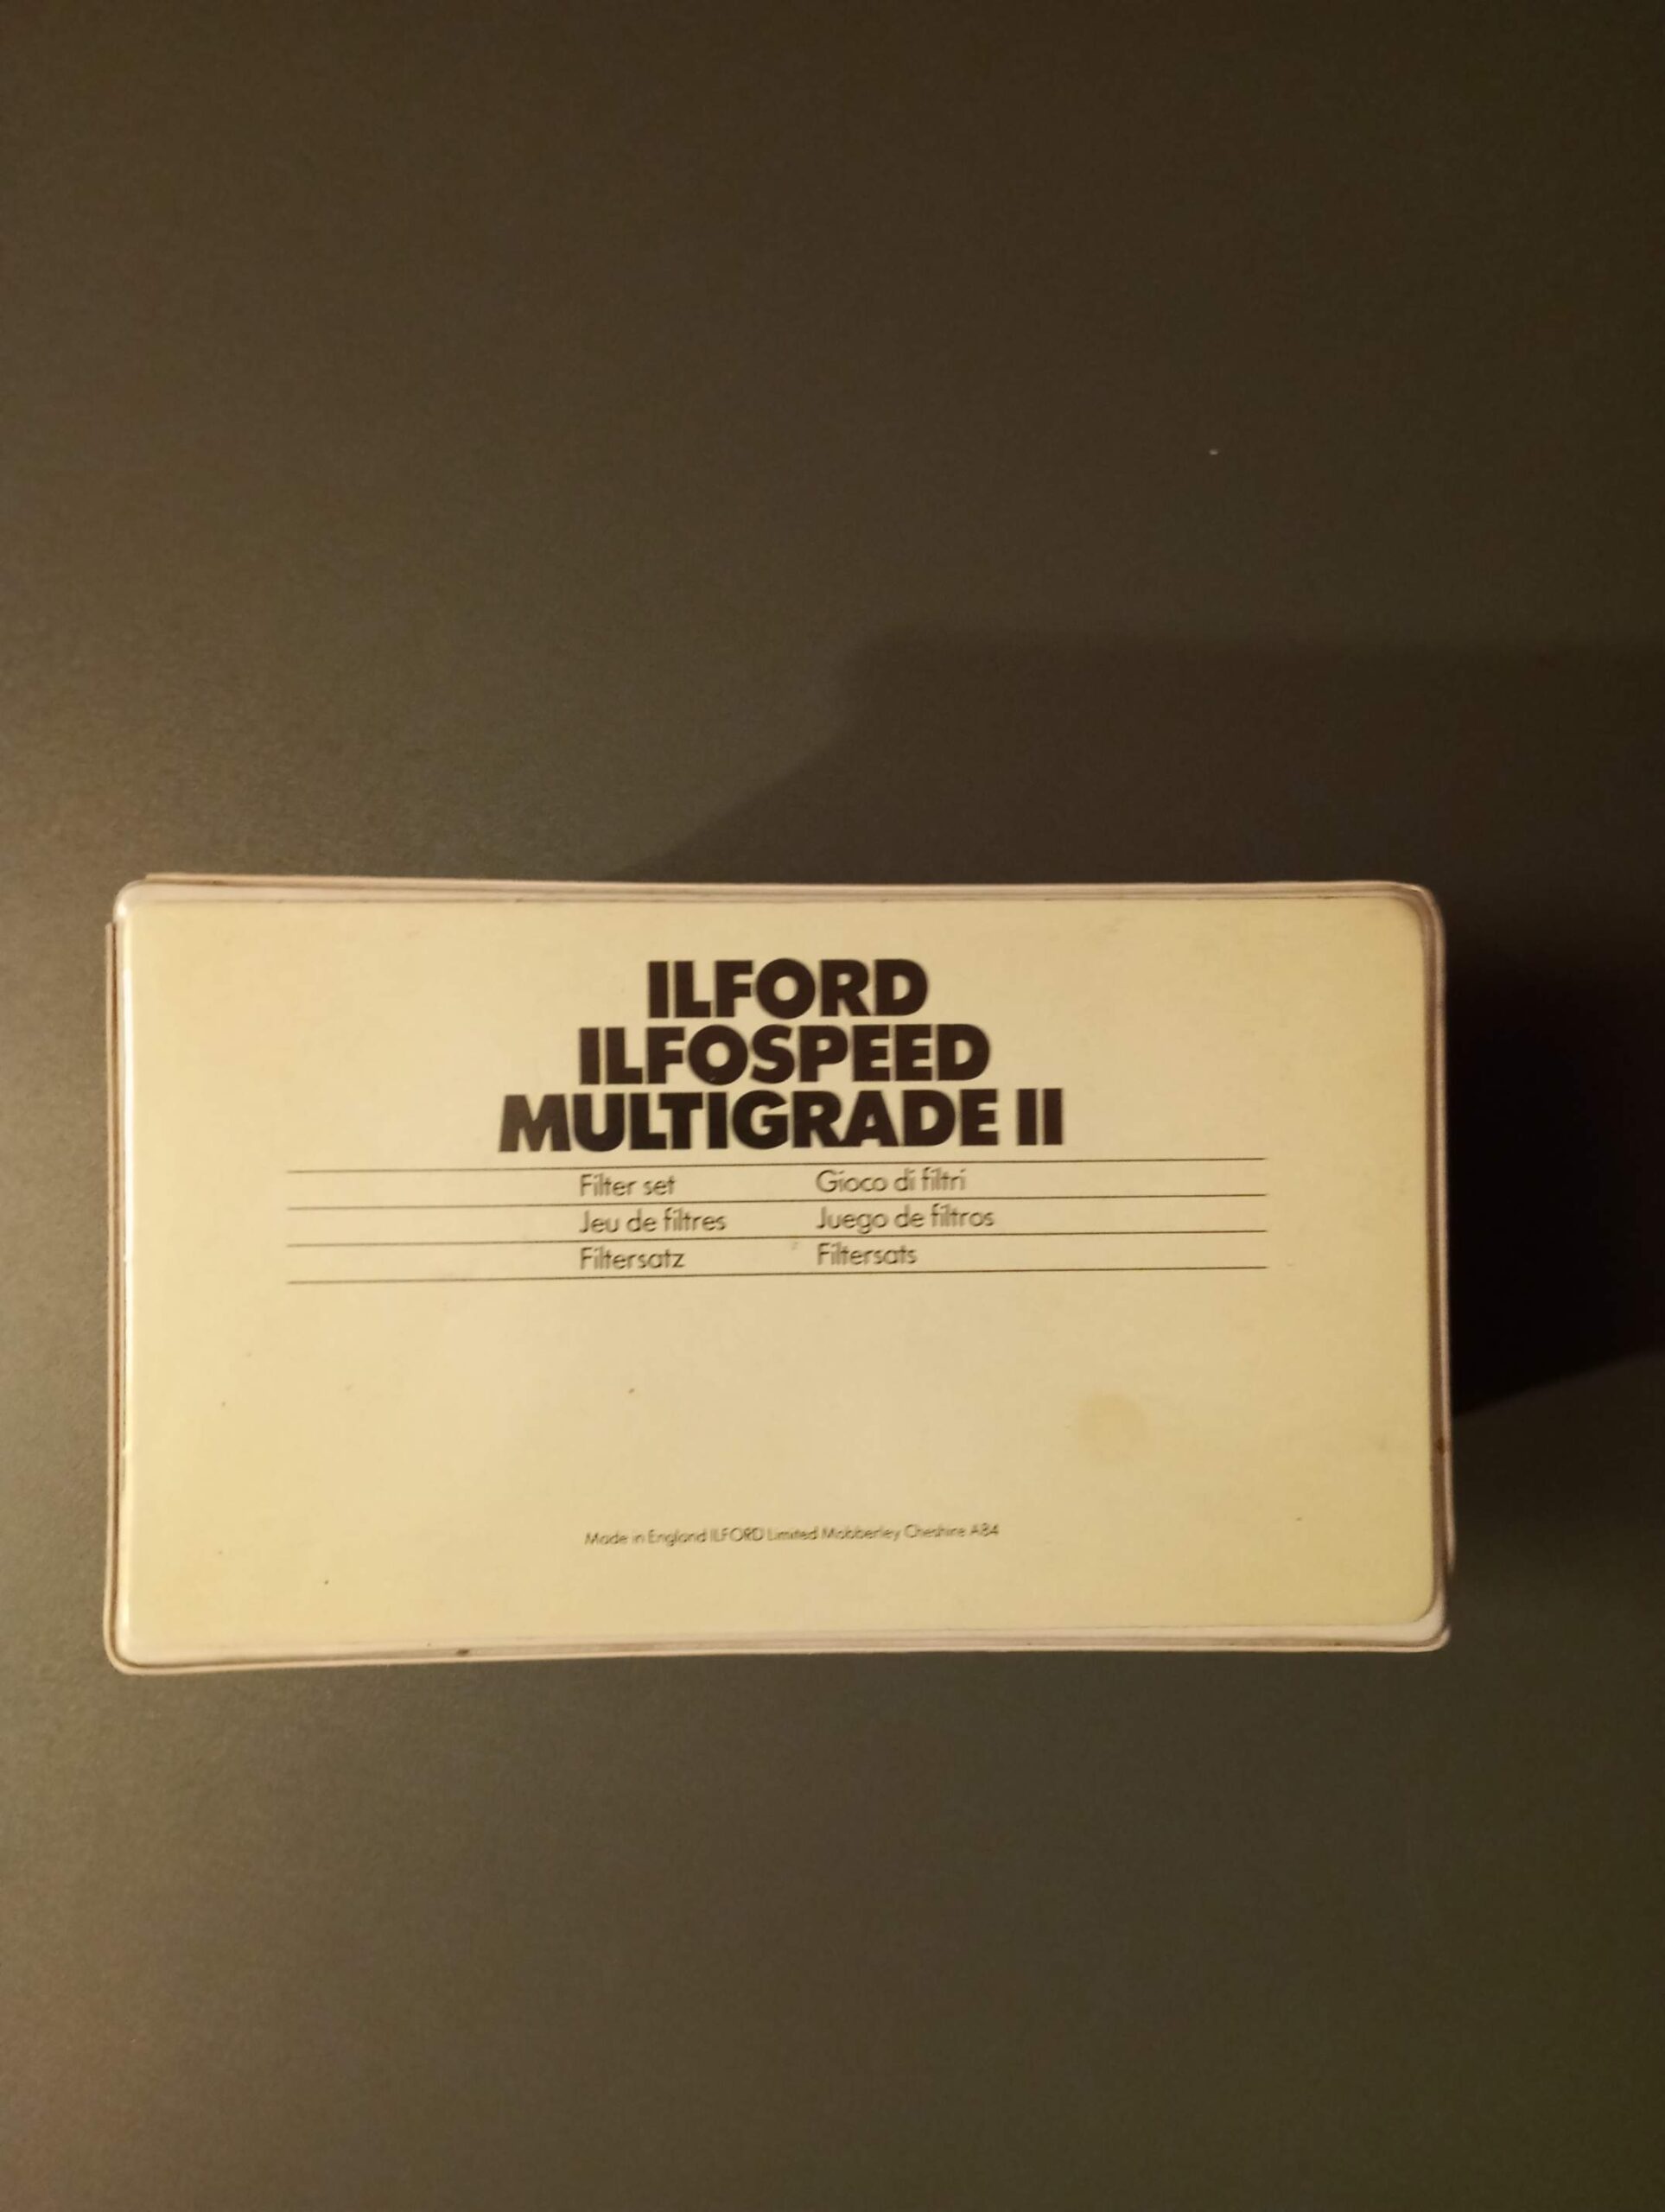 ILFORD
ILFOSPEED
MULTIGRADE II
Filter set Gioco di filtri
Jeu de filtres Juego de filtros
Filtersatz Filtersats
Made in England ILFORD Limited Mobberley Cheshire A84